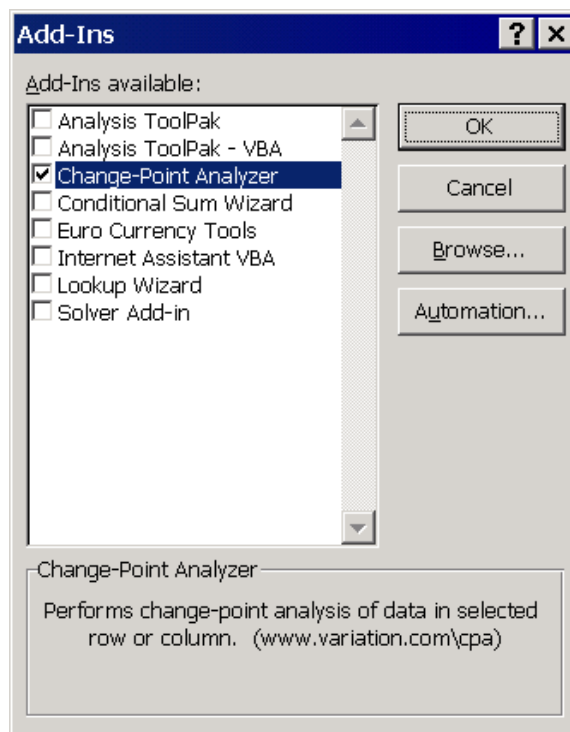 Add-Ins
Add-Ins available:
Analysis ToolPak
Analysis ToolPak - VBA
Change-Point Analyzer
Conditional Sum Wizard
Euro Currency Tools
Internet Assistant VBA
Lookup Wizard
Solver Add-in
OK
Cancel
Browse...
Automation...
Change-Point Analyzer
Performs change-point analysis of data in selected
row or column. (www.variation.com\cpa)